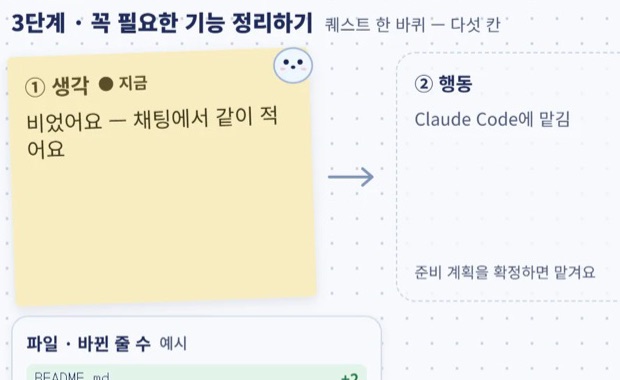 3단계 · 꼭 필요한 기능 정리하기 퀘스트 한 바퀴 — 다섯 칸
① 생각 ● 지금
비었어요 — 채팅에서 같이 적
어요
② 행동
Claude Code에 맡김
준비 계획을 확정하면 맡겨요
파일 · 바뀐 줄 수 예시
README.md +2